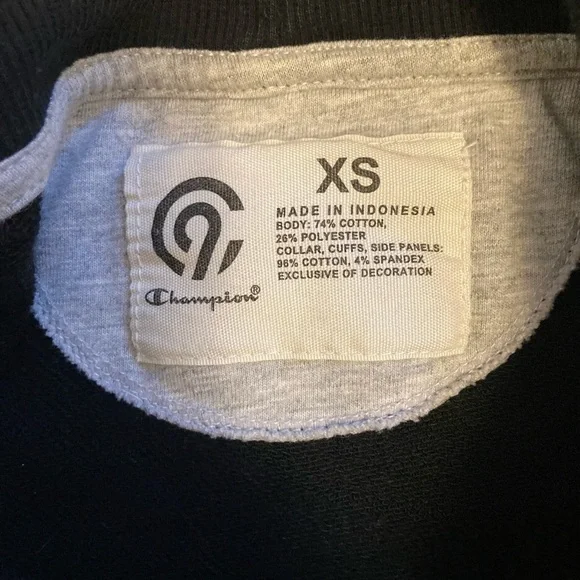 XS
MADE IN INDONESIA
BODY: 74% COTTON,
26% POLYESTER
COLLAR, CUFFS, SIDE PANELS:
96% COTTON, 4% SPANDEX
EXCLUSIVE OF DECORATION
C9
Champion®